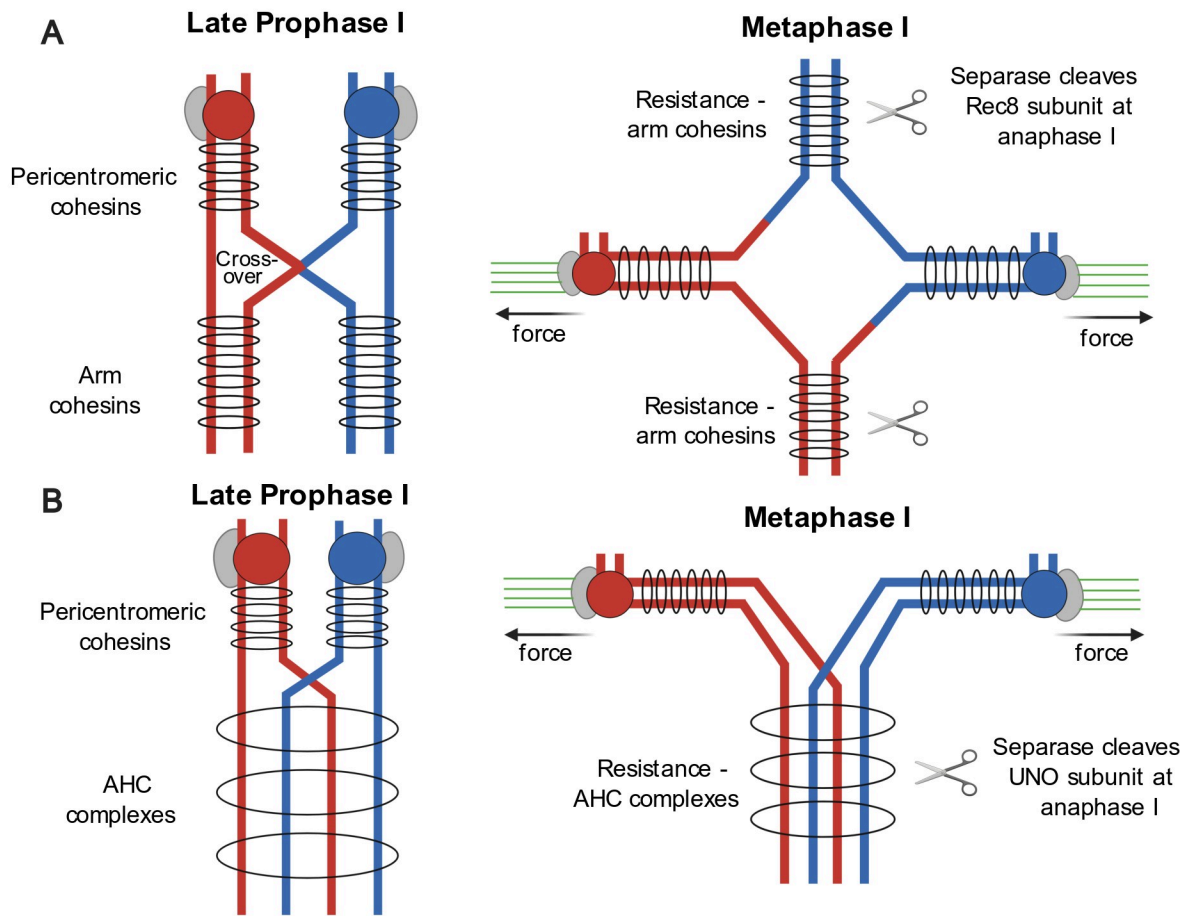 A
Late Prophase I
Pericentromeric
cohesins
Cross-
over
Arm
cohesins
Metaphase I
Resistance -
arm cohesins
Separase cleaves
Rec8 subunit at
anaphase I
force
force
Resistance -
arm cohesins
B
Late Prophase I
Pericentromeric
cohesins
AHC
complexes
Metaphase I
force
force
Resistance -
AHC complexes
Separase cleaves
UNO subunit at
anaphase I